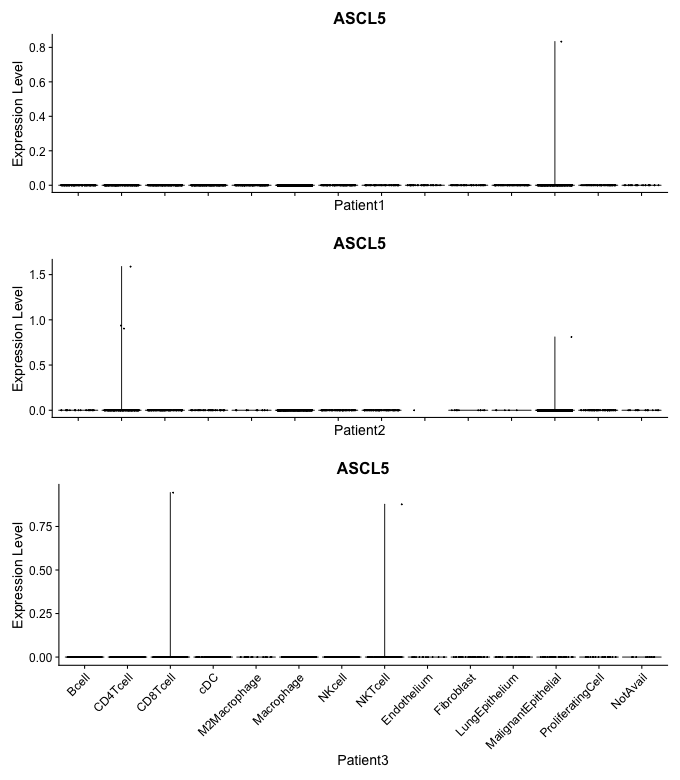 ASCL5
Expression Level
0.8
0.6
0.4
0.2
0.0
Patient1
ASCL5
Expression Level
1.5
1.0
0.5
0.0
Patient2
ASCL5
Expression Level
0.75
0.50
0.25
0.00
Bcell
CD4Tcell
CD8Tcell
cDC
M2Macrophage
Macrophage
NKcell
NKTcell
Endothelium
Fibroblast
LungEpithelium
MalignantEpithelial
ProliferatingCell
NotAvail
Patient3